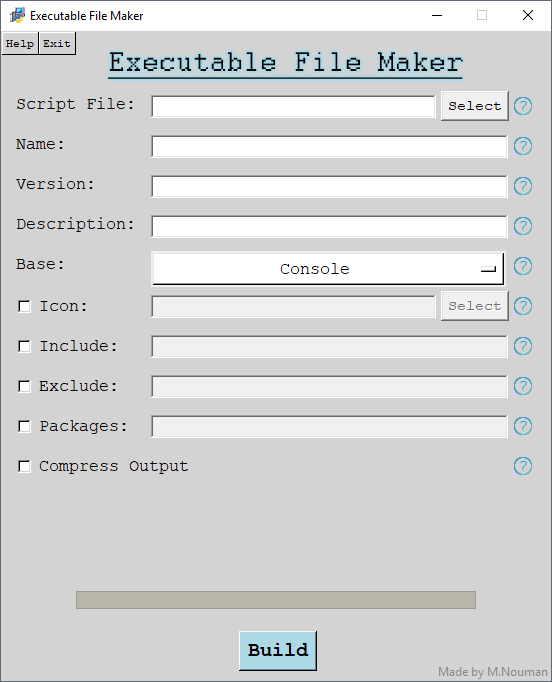 Executable File Maker
Help Exit
Executable File Maker
Script File: Select ?
Name: ?
Version: ?
Description: ?
Base: Console ?
Icon: Select ?
Include: ?
Exclude: ?
Packages: ?
Compress Output ?
Build
Made by M.Nouman